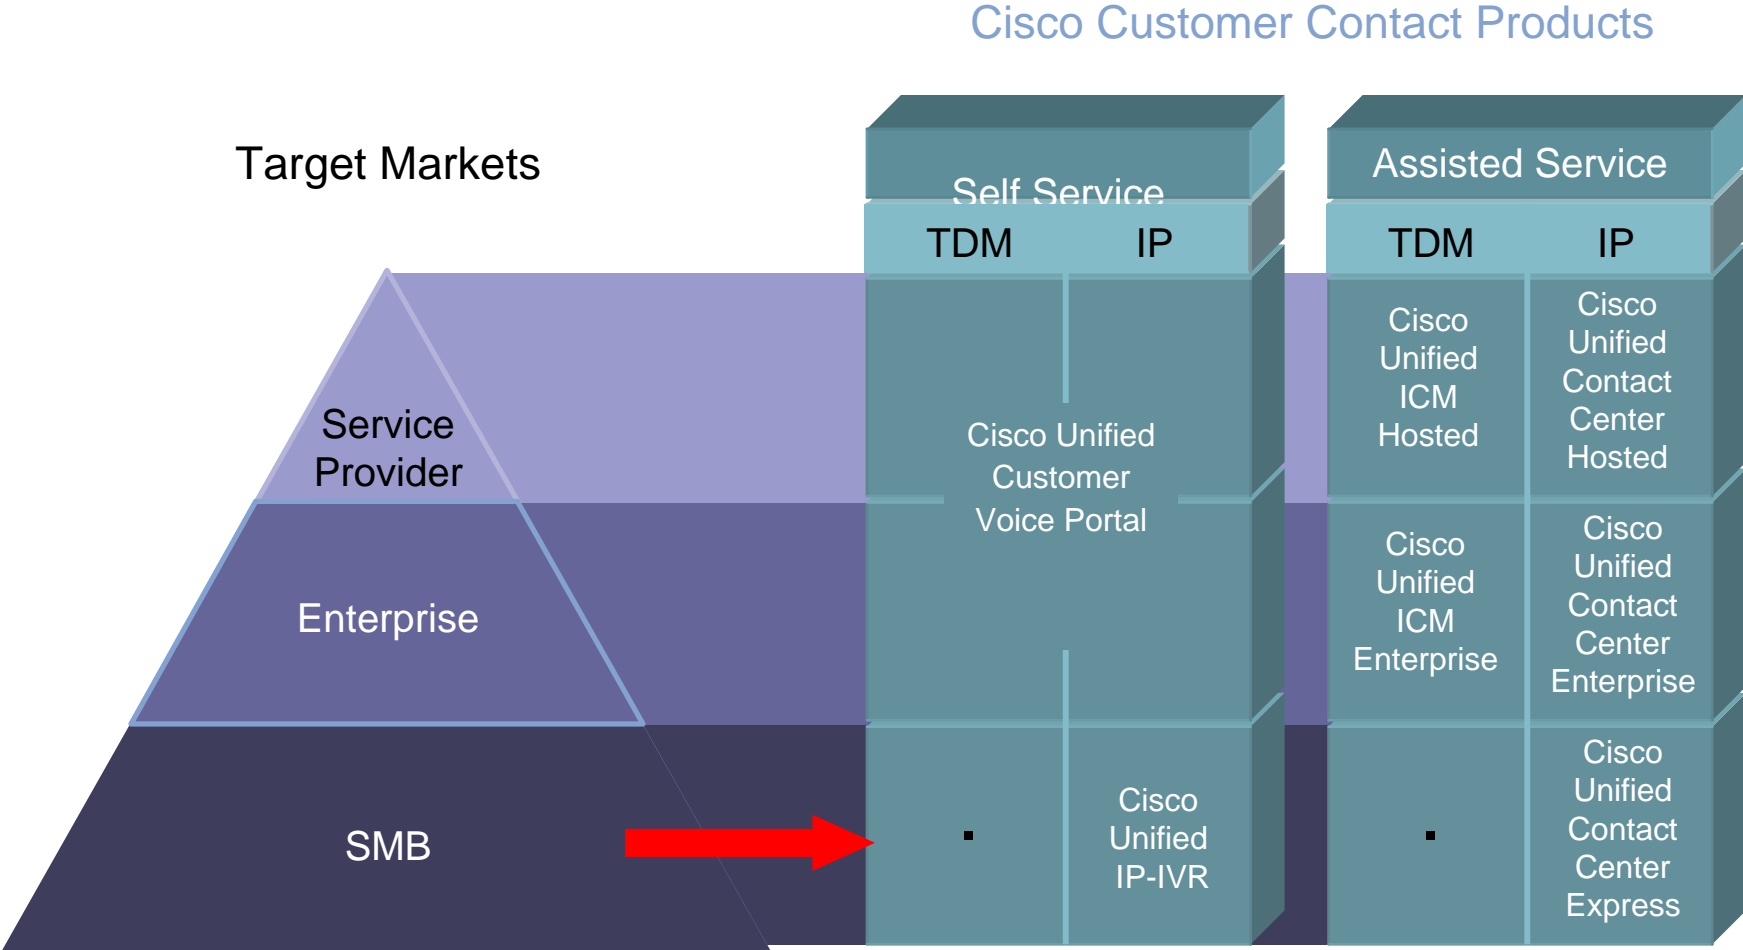 Cisco Customer Contact Products
Target Markets
Self Service
Assisted Service
TDM
IP
TDM
IP
Service
Provider
Cisco Unified
Customer
Voice Portal
Cisco
Unified
ICM
Hosted
Cisco
Unified
Contact
Center
Hosted
Enterprise
Cisco
Unified
ICM
Enterprise
Cisco
Unified
Contact
Center
Enterprise
SMB
Cisco
Unified
IP-IVR
Cisco
Unified
Contact
Center
Express